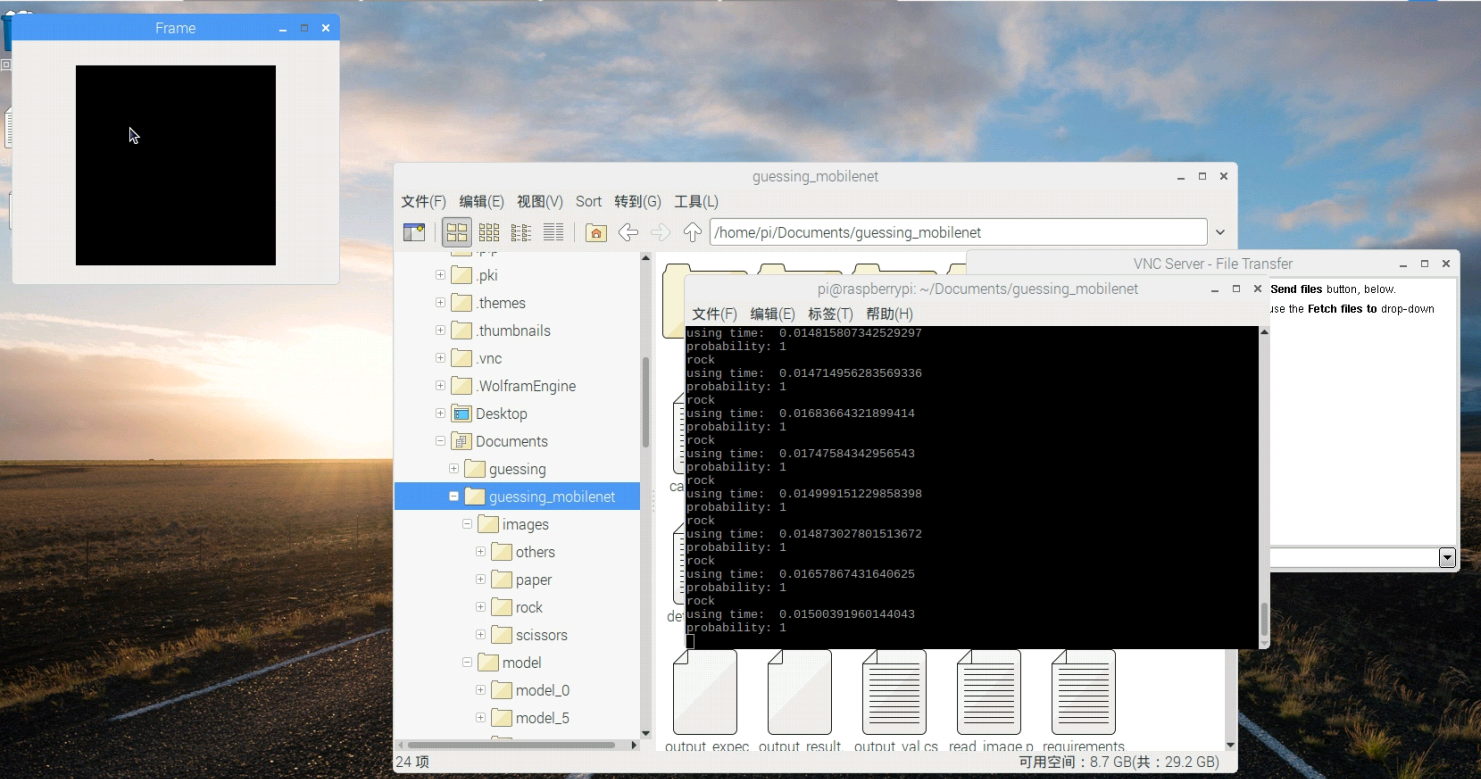 Frame
guessing_mobilenet
文件(F) 编辑(E) 视图(V) Sort 转到(G) 工具(L)
/home/pi/Documents/guessing_mobilenet
.pki
.themes
.thumbnails
.vnc
.WolframEngine
Desktop
Documents
guessing
guessing_mobilenet
images
others
paper
rock
scissors
model
model_0
model_5
output_expec
output_result
output_val.cs
read_image.p
requirements.
24 项
可用空间：8.7 GB(共：29.2 GB)
VNC Server - File Transfer
Send files button, below.
use the Fetch files to drop-down
pi@raspberrypi: ~/Documents/guessing_mobilenet
文件(F) 编辑(E) 标签(T) 帮助(H)
using time:  0.014815807342529297
probability: 1
rock
using time:  0.014714956283569336
probability: 1
rock
using time:  0.01683664321899414
probability: 1
rock
using time:  0.01747584342956543
probability: 1
rock
using time:  0.014999151229858398
probability: 1
rock
using time:  0.014873027801513672
probability: 1
rock
using time:  0.01657867431640625
probability: 1
rock
using time:  0.01500391960144043
probability: 1